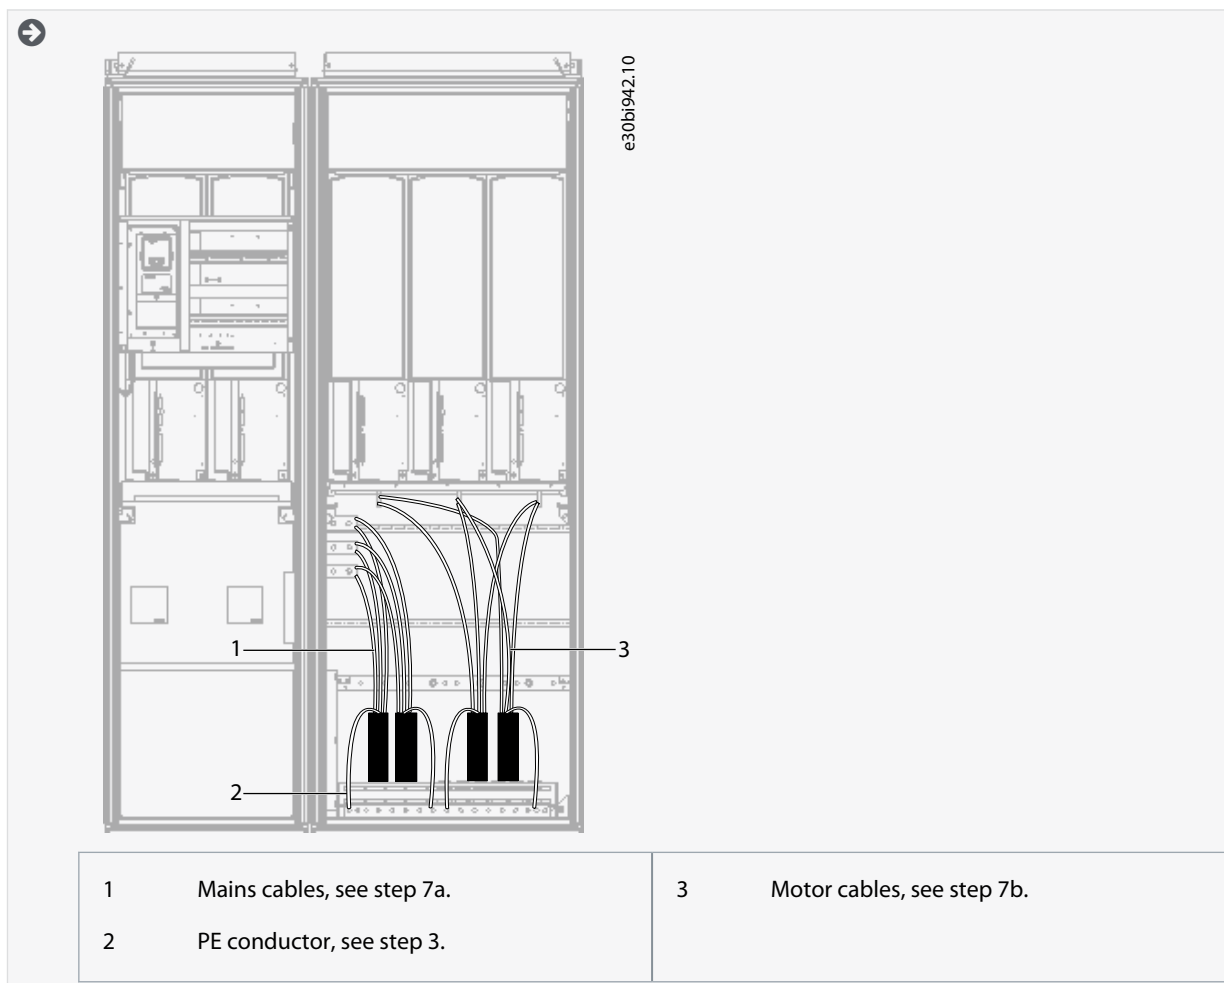 e30bi942.10
1
3
2
1 Mains cables, see step 7a.
2 PE conductor, see step 3.
3 Motor cables, see step 7b.